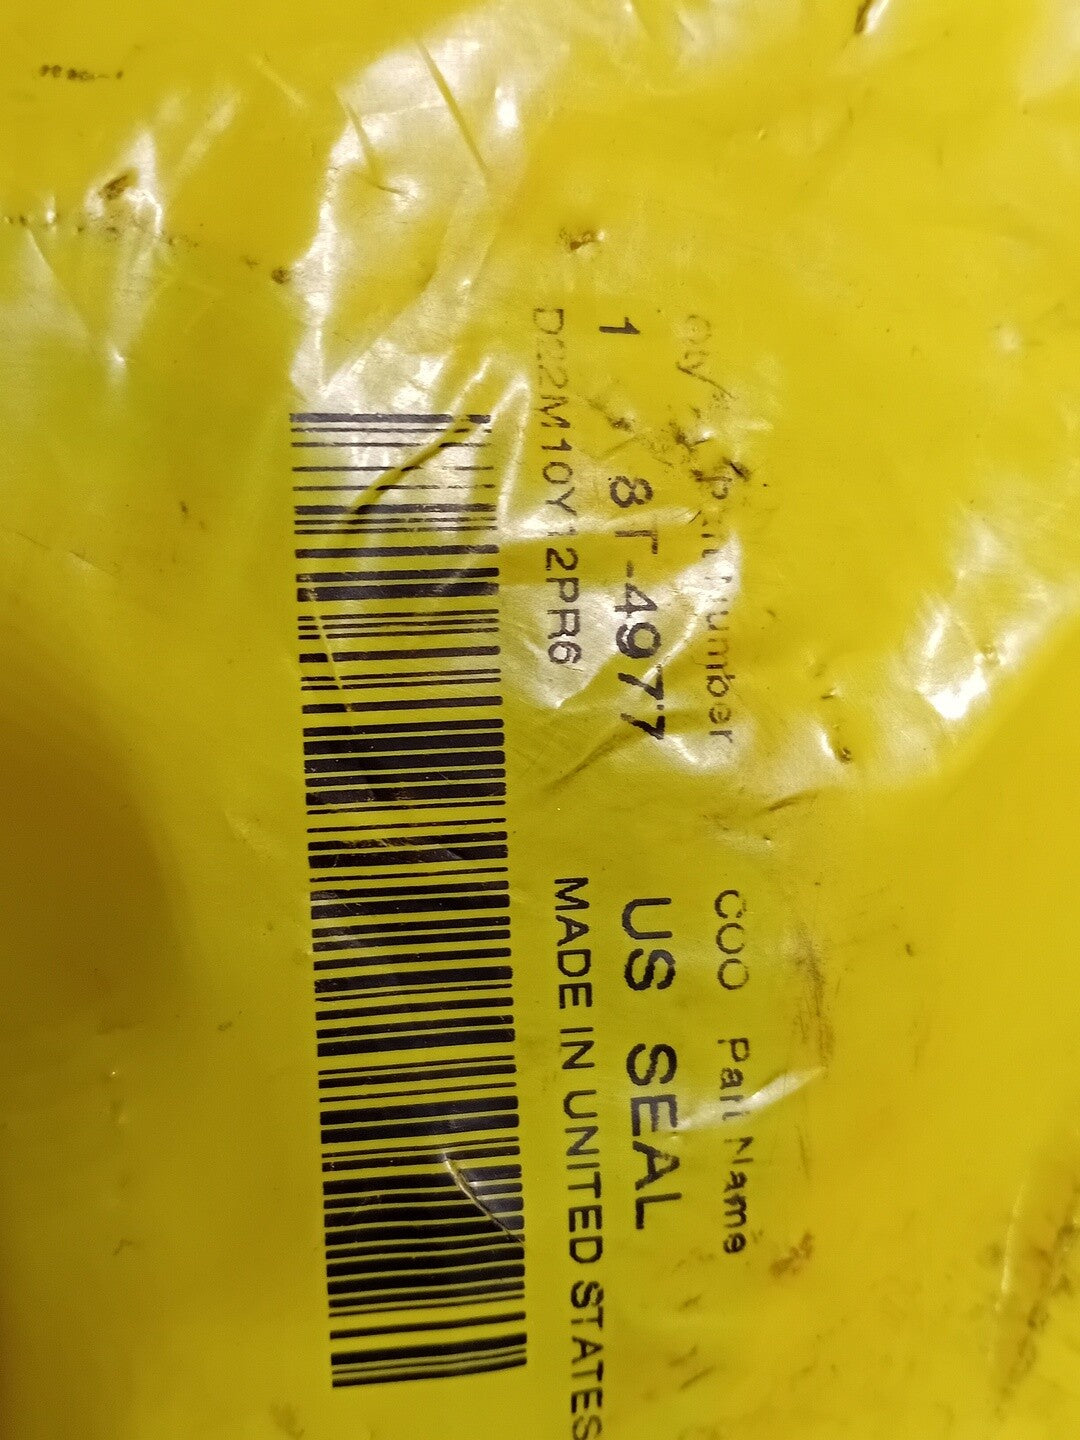 Qty Part Number COO Part Name
1 8T-4977 US SEAL
D22M10Y12PR6 MADE IN UNITED STATES